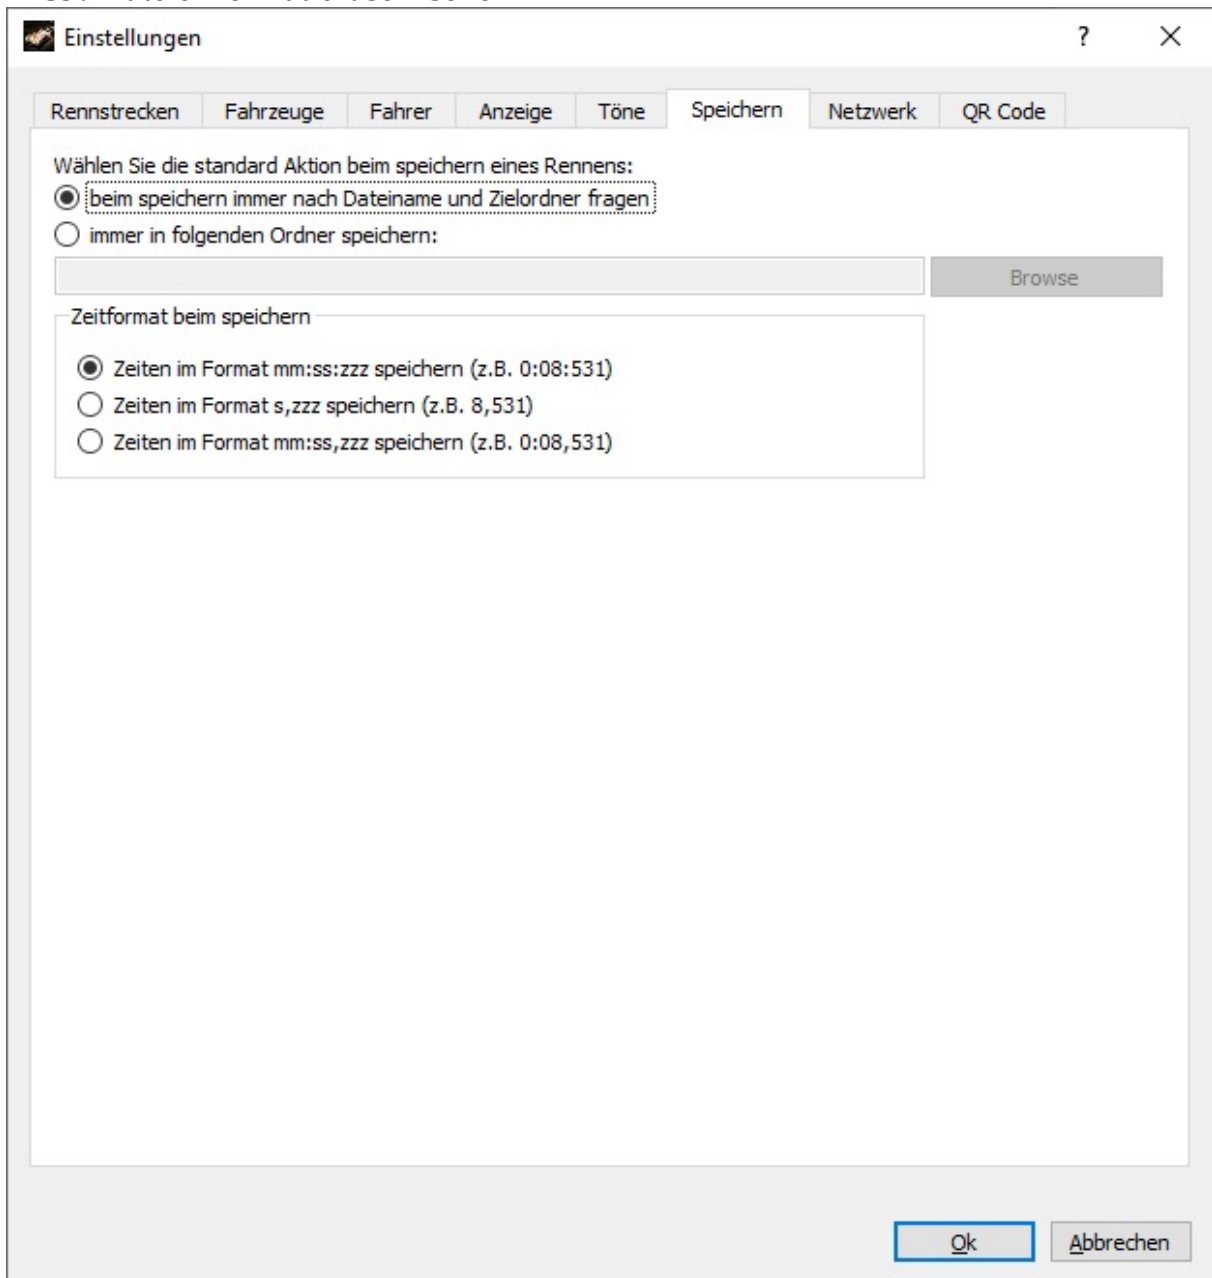 Einstellungen
?
Rennstrecken Fahrzeuge Fahrer Anzeige Töne Speichern Netzwerk QR Code
Wählen Sie die standard Aktion beim speichern eines Rennens:
beim speichern immer nach Dateiname und Zielordner fragen
immer in folgenden Ordner speichern:
Browse
Zeitformat beim speichern
Zeiten im Format mm:ss:zzz speichern (z.B. 0:08:531)
Zeiten im Format s,zzz speichern (z.B. 8,531)
Zeiten im Format mm:ss,zzz speichern (z.B. 0:08,531)
Ok Abbrechen